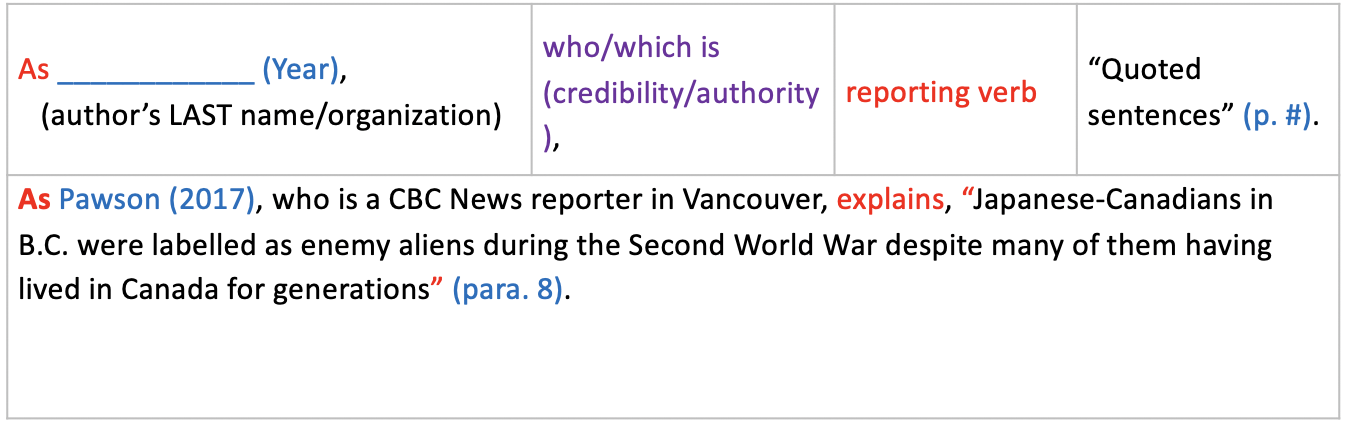 As _____________ (Year),
(author's LAST name/organization)
who/which is
(credibility/authority
),
reporting verb
“Quoted
sentences” (p. #).
As Pawson (2017), who is a CBC News reporter in Vancouver, explains, “Japanese-Canadians in
B.C. were labelled as enemy aliens during the Second World War despite many of them having
lived in Canada for generations” (para. 8).